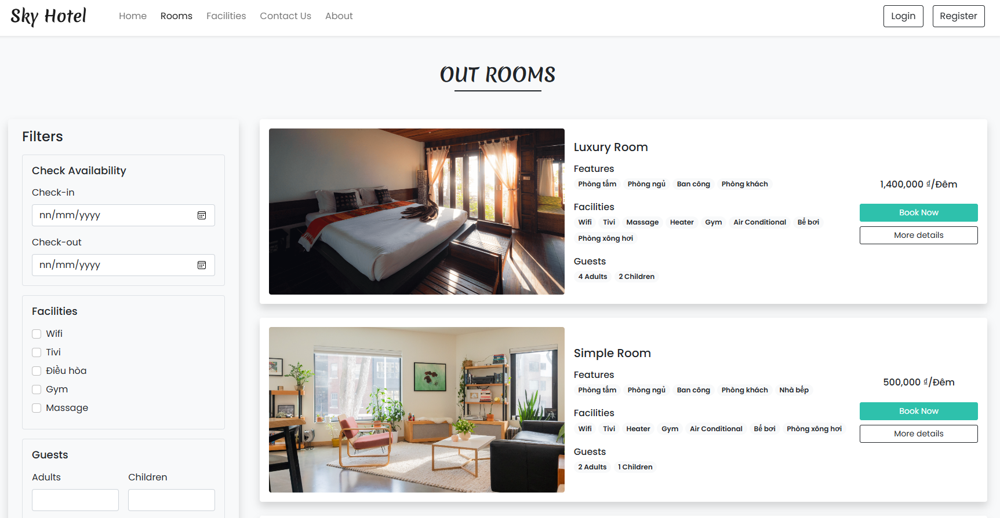 Sky Hotel
Home Rooms Facilities Contact Us About
Login Register
OUT ROOMS
Filters
Check Availability
Check-in
nn/mm/yyyy
Check-out
nn/mm/yyyy
Facilities
Wifi
Tivi
Điều hòa
Gym
Massage
Guests
Adults Children
Luxury Room
Features
Phòng tắm Phòng ngủ Ban công Phòng khách
Facilities
Wifi Tivi Massage Heater Gym Air Conditional Bể bơi
Phòng xông hơi
Guests
4 Adults 2 Children
1,400,000 ₫/Đêm
Book Now
More details
Simple Room
Features
Phòng tắm Phòng ngủ Ban công Phòng khách Nhà bếp
Facilities
Wifi Tivi Heater Gym Air Conditional Bể bơi Phòng xông hơi
Guests
2 Adults 1 Children
500,000 ₫/Đêm
Book Now
More details